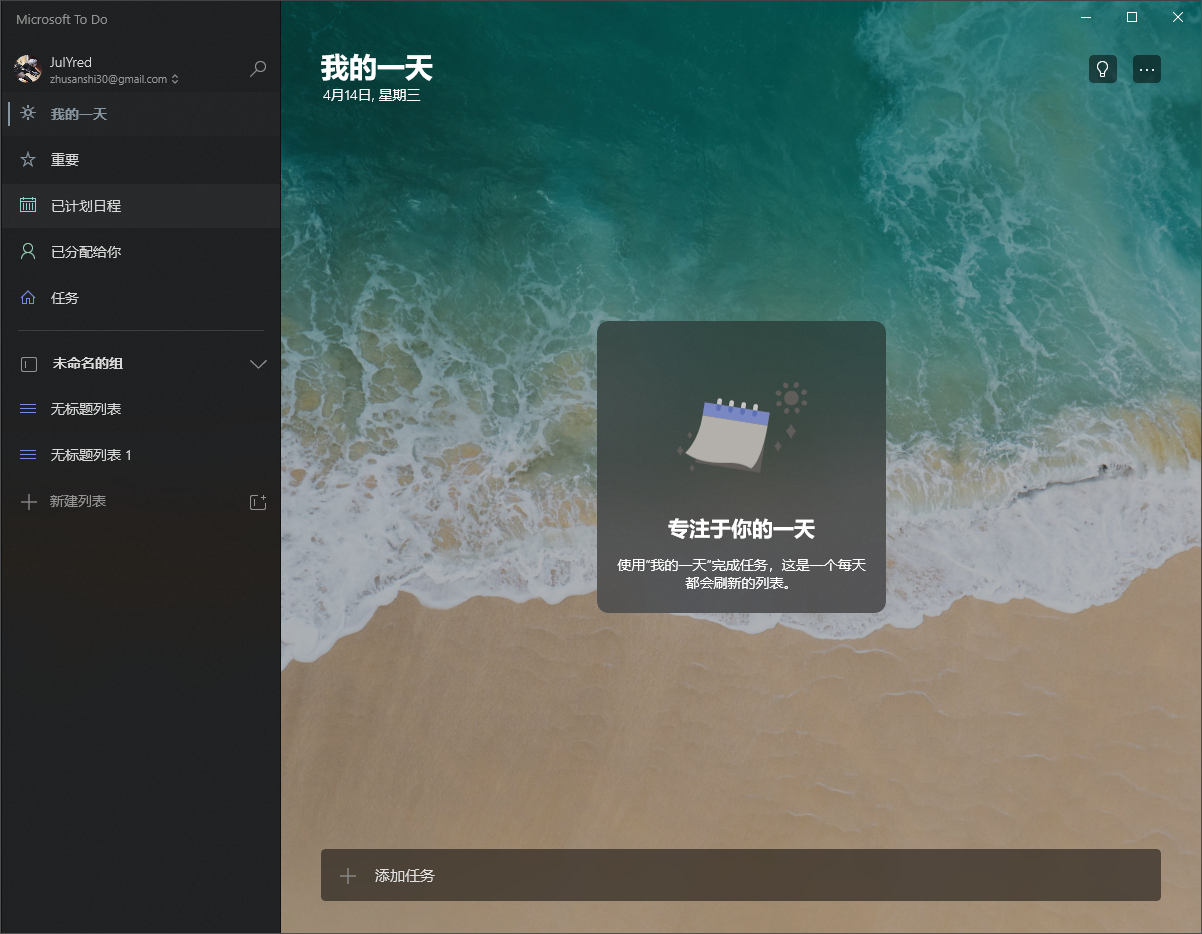 Microsoft To Do
JulYred
zhusanshi30@gmail.com
我的一天
重要
已计划日程
已分配给你
任务
未命名的组
无标题列表
无标题列表 1
新建列表
我的一天
4月14日, 星期三
专注于你的一天
使用"我的一天"完成任务，这是一个每天
都会刷新的列表。
添加任务